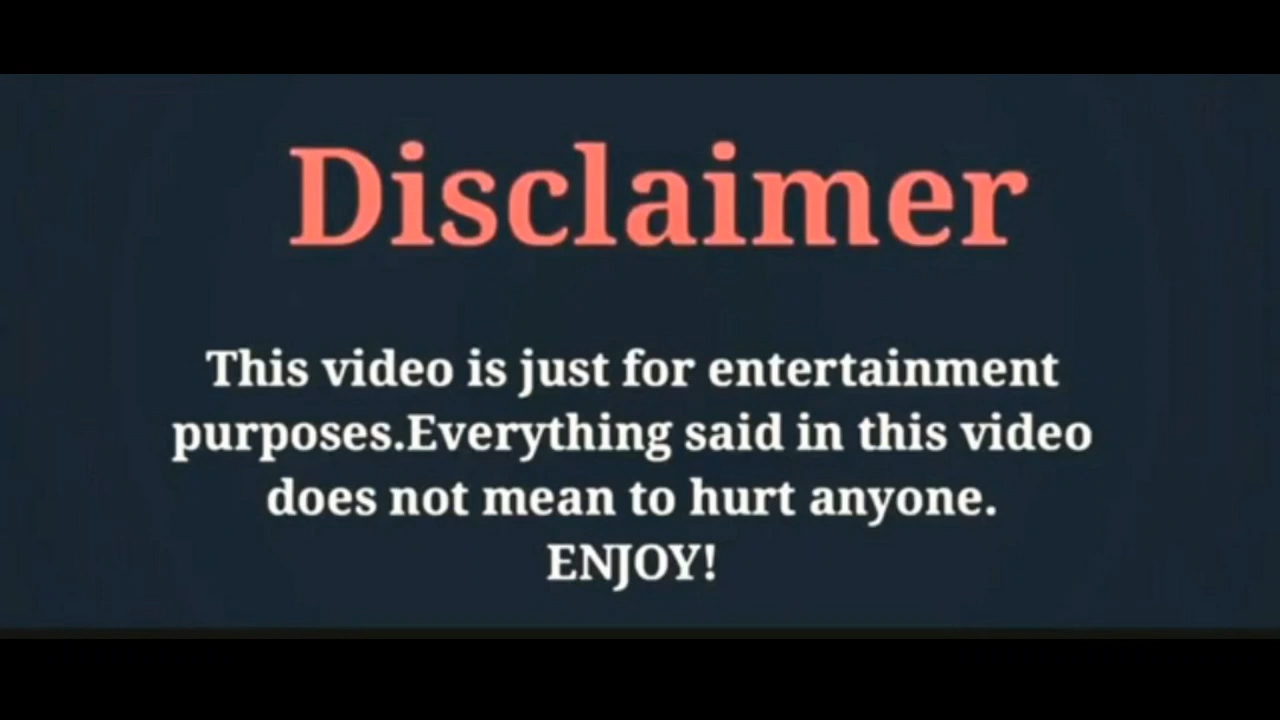 Disclaimer
This video is just for entertainment
purposes.Everything said in this video
does not mean to hurt anyone.
ENJOY!